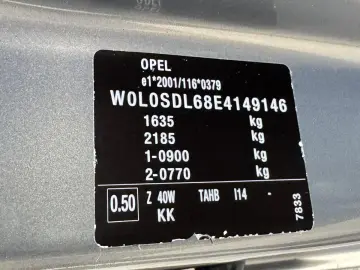 OPEL
e1*2001/116*0379
W0L0SDL68E4149146
1635 kg
2185 kg
1-0900 kg
2-0770 kg
0.50 Z 40W TAHB I14 -
KK
7833